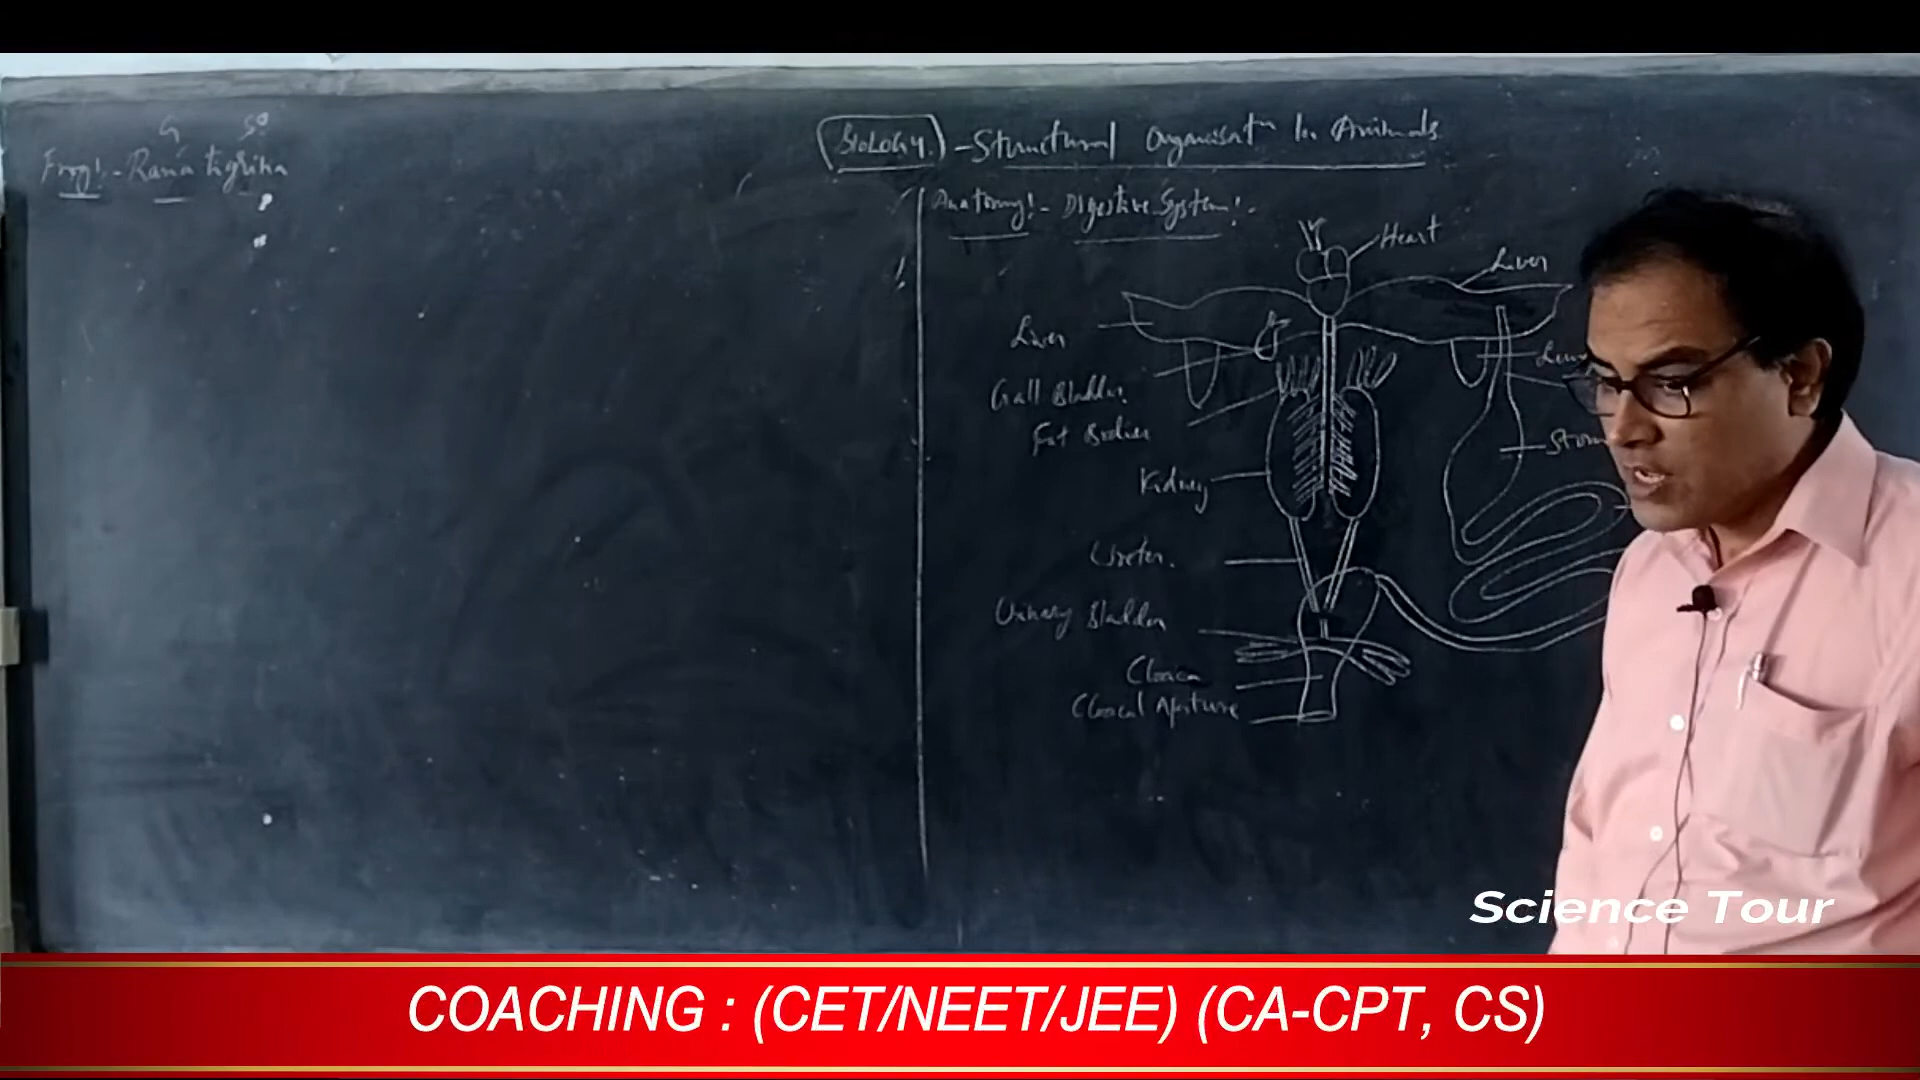 G S
Frog! - Rana tigrina
BIOLOGY. - Structural Organisatn In Animals
Anatomy! - Digestive System! -
Heart
Liver
Liver
Gall Bladder.
Fat Bodies
Kidney
Ureter.
Urinary Bladder
Cloaca
Cloacal Aperture
Science Tour
COACHING : (CET/NEET/JEE) (CA-CPT, CS)